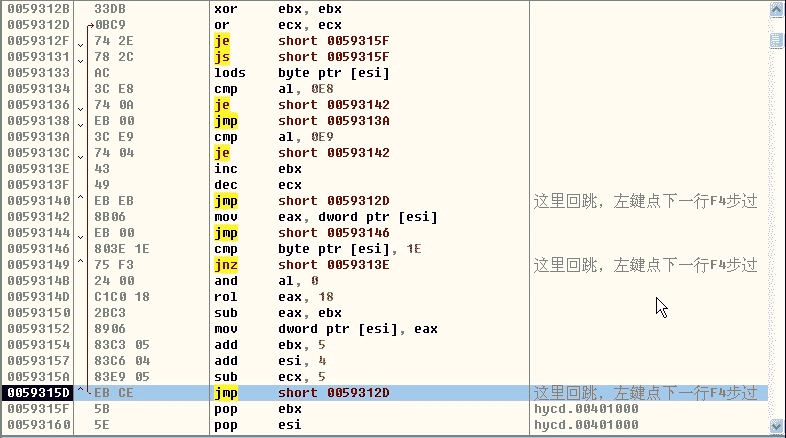 0059312B 33DB xor ebx, ebx
0059312D 0BC9 or ecx, ecx
0059312F 74 2E je short 0059315F
00593131 78 2C js short 0059315F
00593133 AC lods byte ptr [esi]
00593134 3C E8 cmp al, 0E8
00593136 74 0A je short 00593142
00593138 EB 00 jmp short 0059313A
0059313A 3C E9 cmp al, 0E9
0059313C 74 04 je short 00593142
0059313E 43 inc ebx
0059313F 49 dec ecx
00593140 EB EB jmp short 0059312D 这里回跳，左鍵点下一行F4步过
00593142 8B06 mov eax, dword ptr [esi]
00593144 EB 00 jmp short 00593146
00593146 803E 1E cmp byte ptr [esi], 1E
00593149 75 F3 jnz short 0059313E 这里回跳，左鍵点下一行F4步过
0059314B 24 00 and al, 0
0059314D C1C0 18 rol eax, 18
00593150 2BC3 sub eax, ebx
00593152 8906 mov dword ptr [esi], eax
00593154 83C3 05 add ebx, 5
00593157 83C6 04 add esi, 4
0059315A 83E9 05 sub ecx, 5
0059315D EB CE jmp short 0059312D 这里回跳，左鍵点下一行F4步过
0059315F 5B pop ebx hycd.00401000
00593160 5E pop esi hycd.00401000